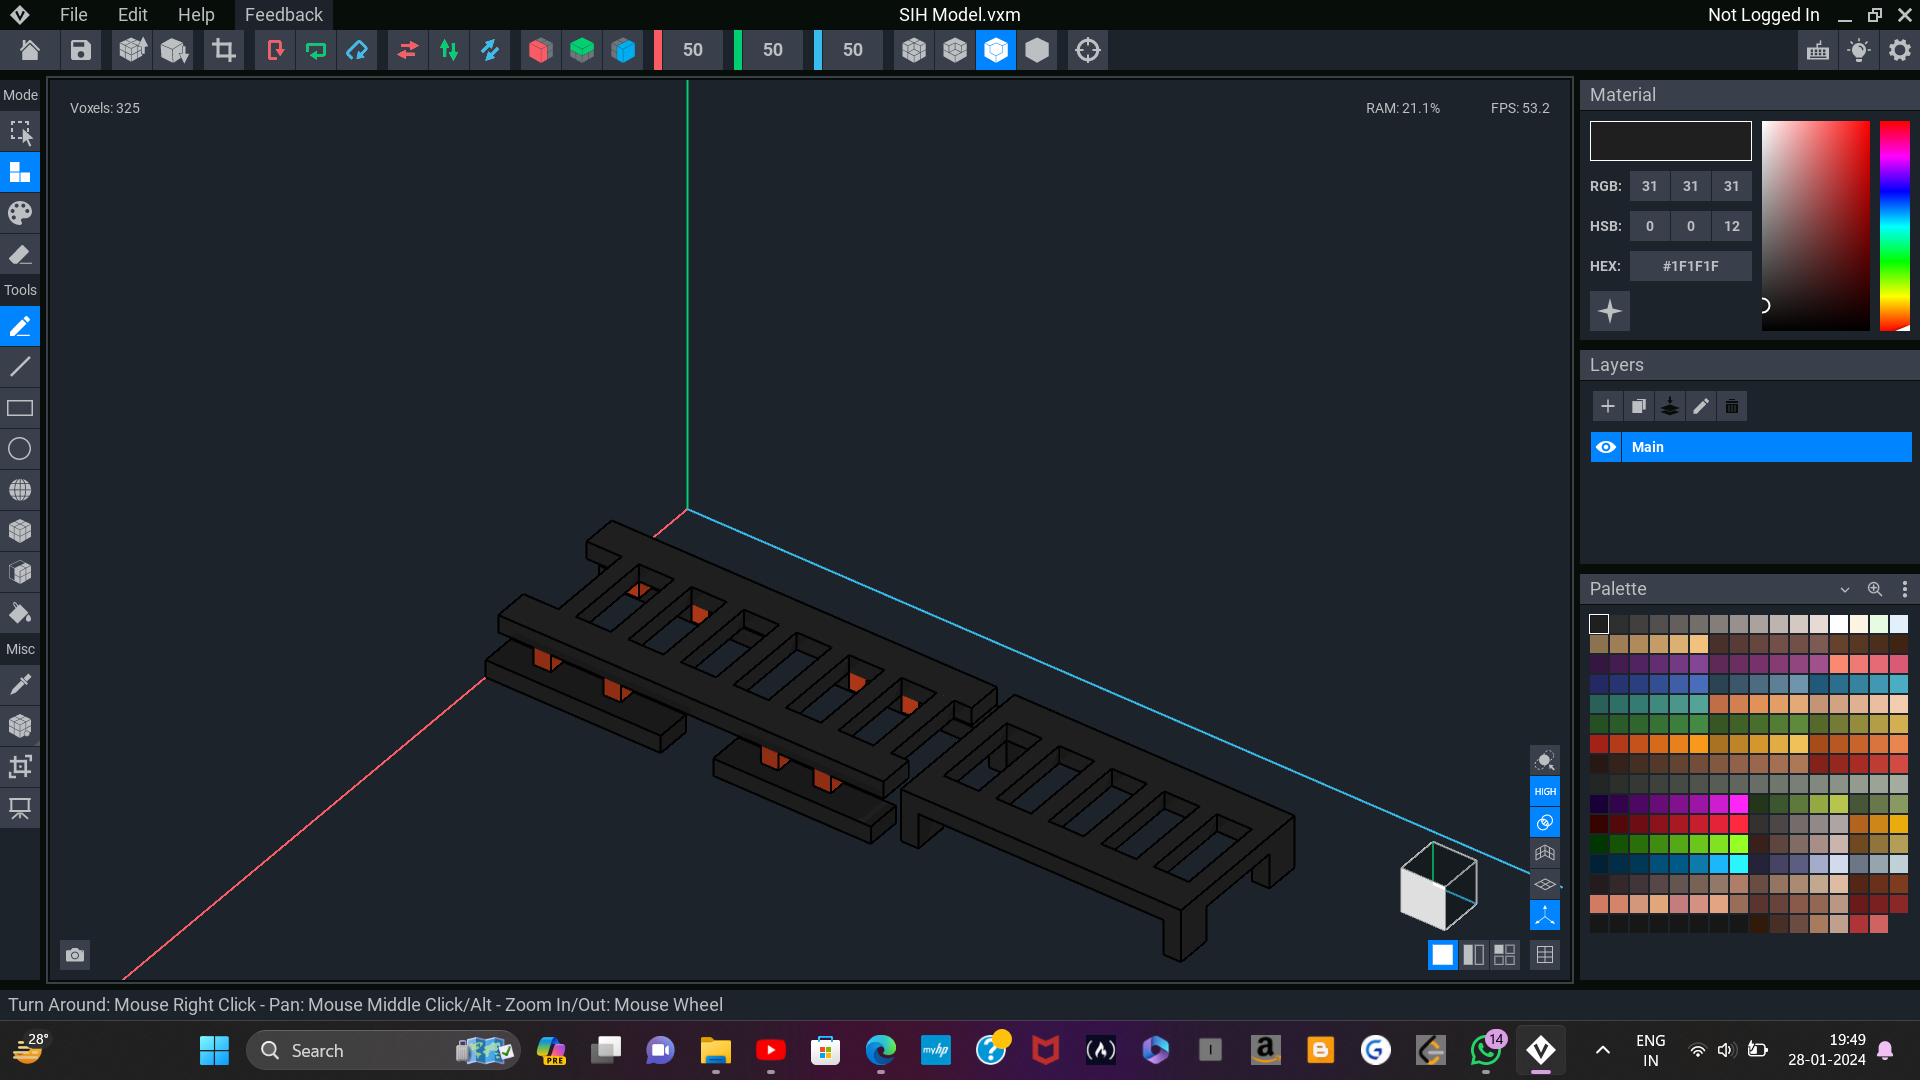 File Edit Help Feedback
SIH Model.vxm
Not Logged In
50 50 50
Mode
Voxels: 325
RAM: 21.1% FPS: 53.2
Material
RGB: 31 31 31
HSB: 0 0 12
HEX: #1F1F1F
Tools
Layers
Main
Palette
Misc
HIGH
Turn Around: Mouse Right Click - Pan: Mouse Middle Click/Alt - Zoom In/Out: Mouse Wheel
28°
Search
PRE
myhp
14
ENG
IN
19:49
28-01-2024